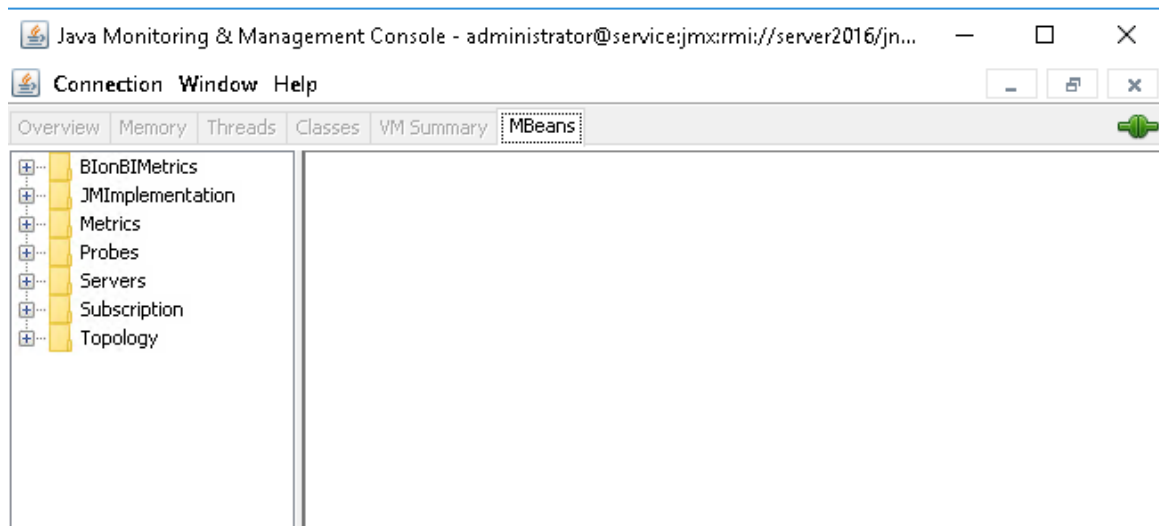 Java Monitoring & Management Console - administrator@service:jmx:rmi://server2016/jn...
Connection Window Help
Overview Memory Threads Classes VM Summary MBeans
BIonBIMetrics
JMImplementation
Metrics
Probes
Servers
Subscription
Topology